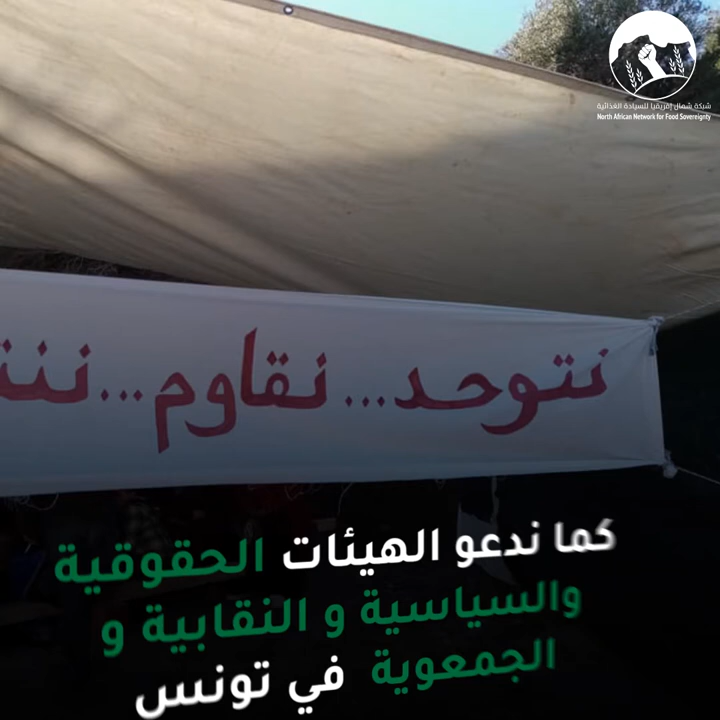 شبكة شمال إفريقيا للسيادة الغذائية
North African Network for Food Sovereignty
نتوحد...نقاوم...
كما ندعو الهيئات الحقوقية
والسياسية و النقابية و
الجمعوية في تونس